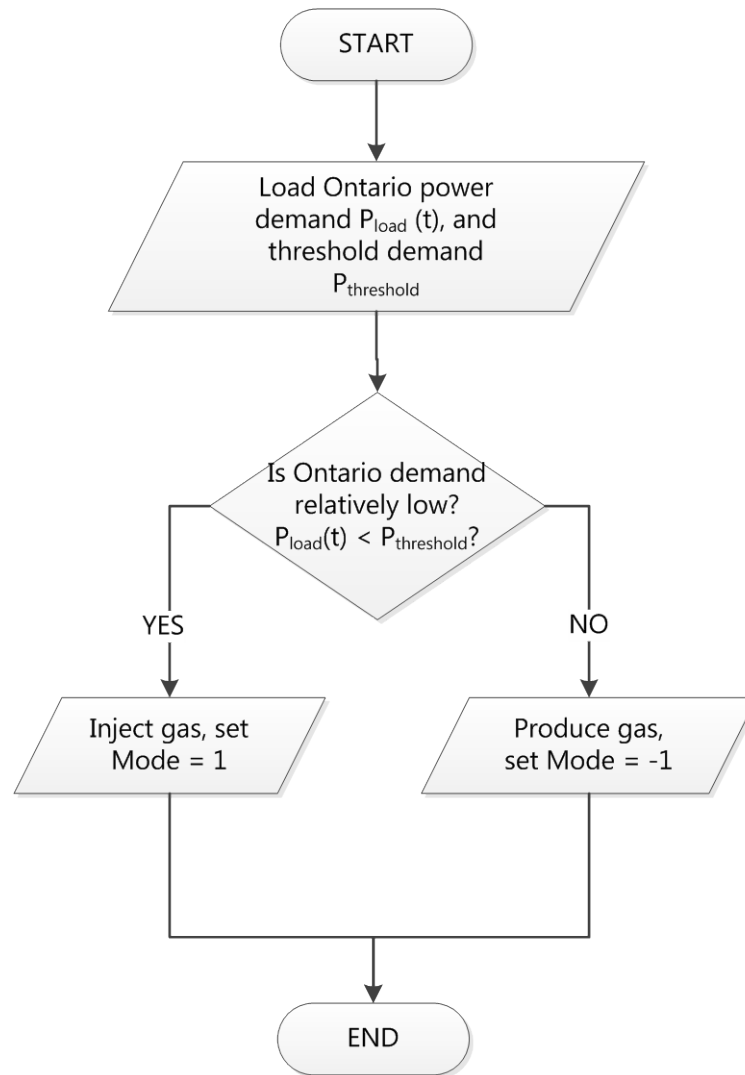 START
Load Ontario power
demand Pload (t), and
threshold demand
Pthreshold
Is Ontario demand
relatively low?
Pload(t) < Pthreshold?
YES
NO
Inject gas, set
Mode = 1
Produce gas,
set Mode = -1
END